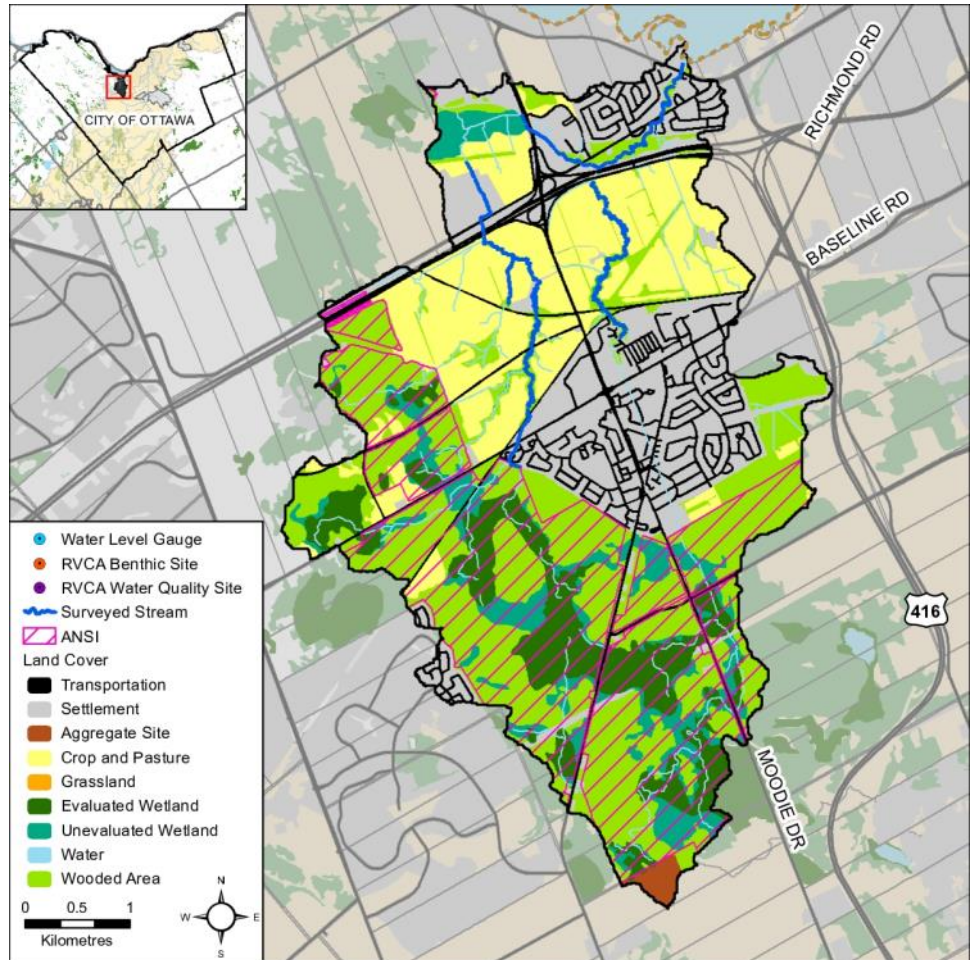 CITY OF OTTAWA
RICHMOND RD
BASELINE RD
416
MOODIE DR
Water Level Gauge
RVCA Benthic Site
RVCA Water Quality Site
Surveyed Stream
ANSI
Land Cover
Transportation
Settlement
Aggregate Site
Crop and Pasture
Grassland
Evaluated Wetland
Unevaluated Wetland
Water
Wooded Area
0 0.5 1
Kilometres
N
W E
S